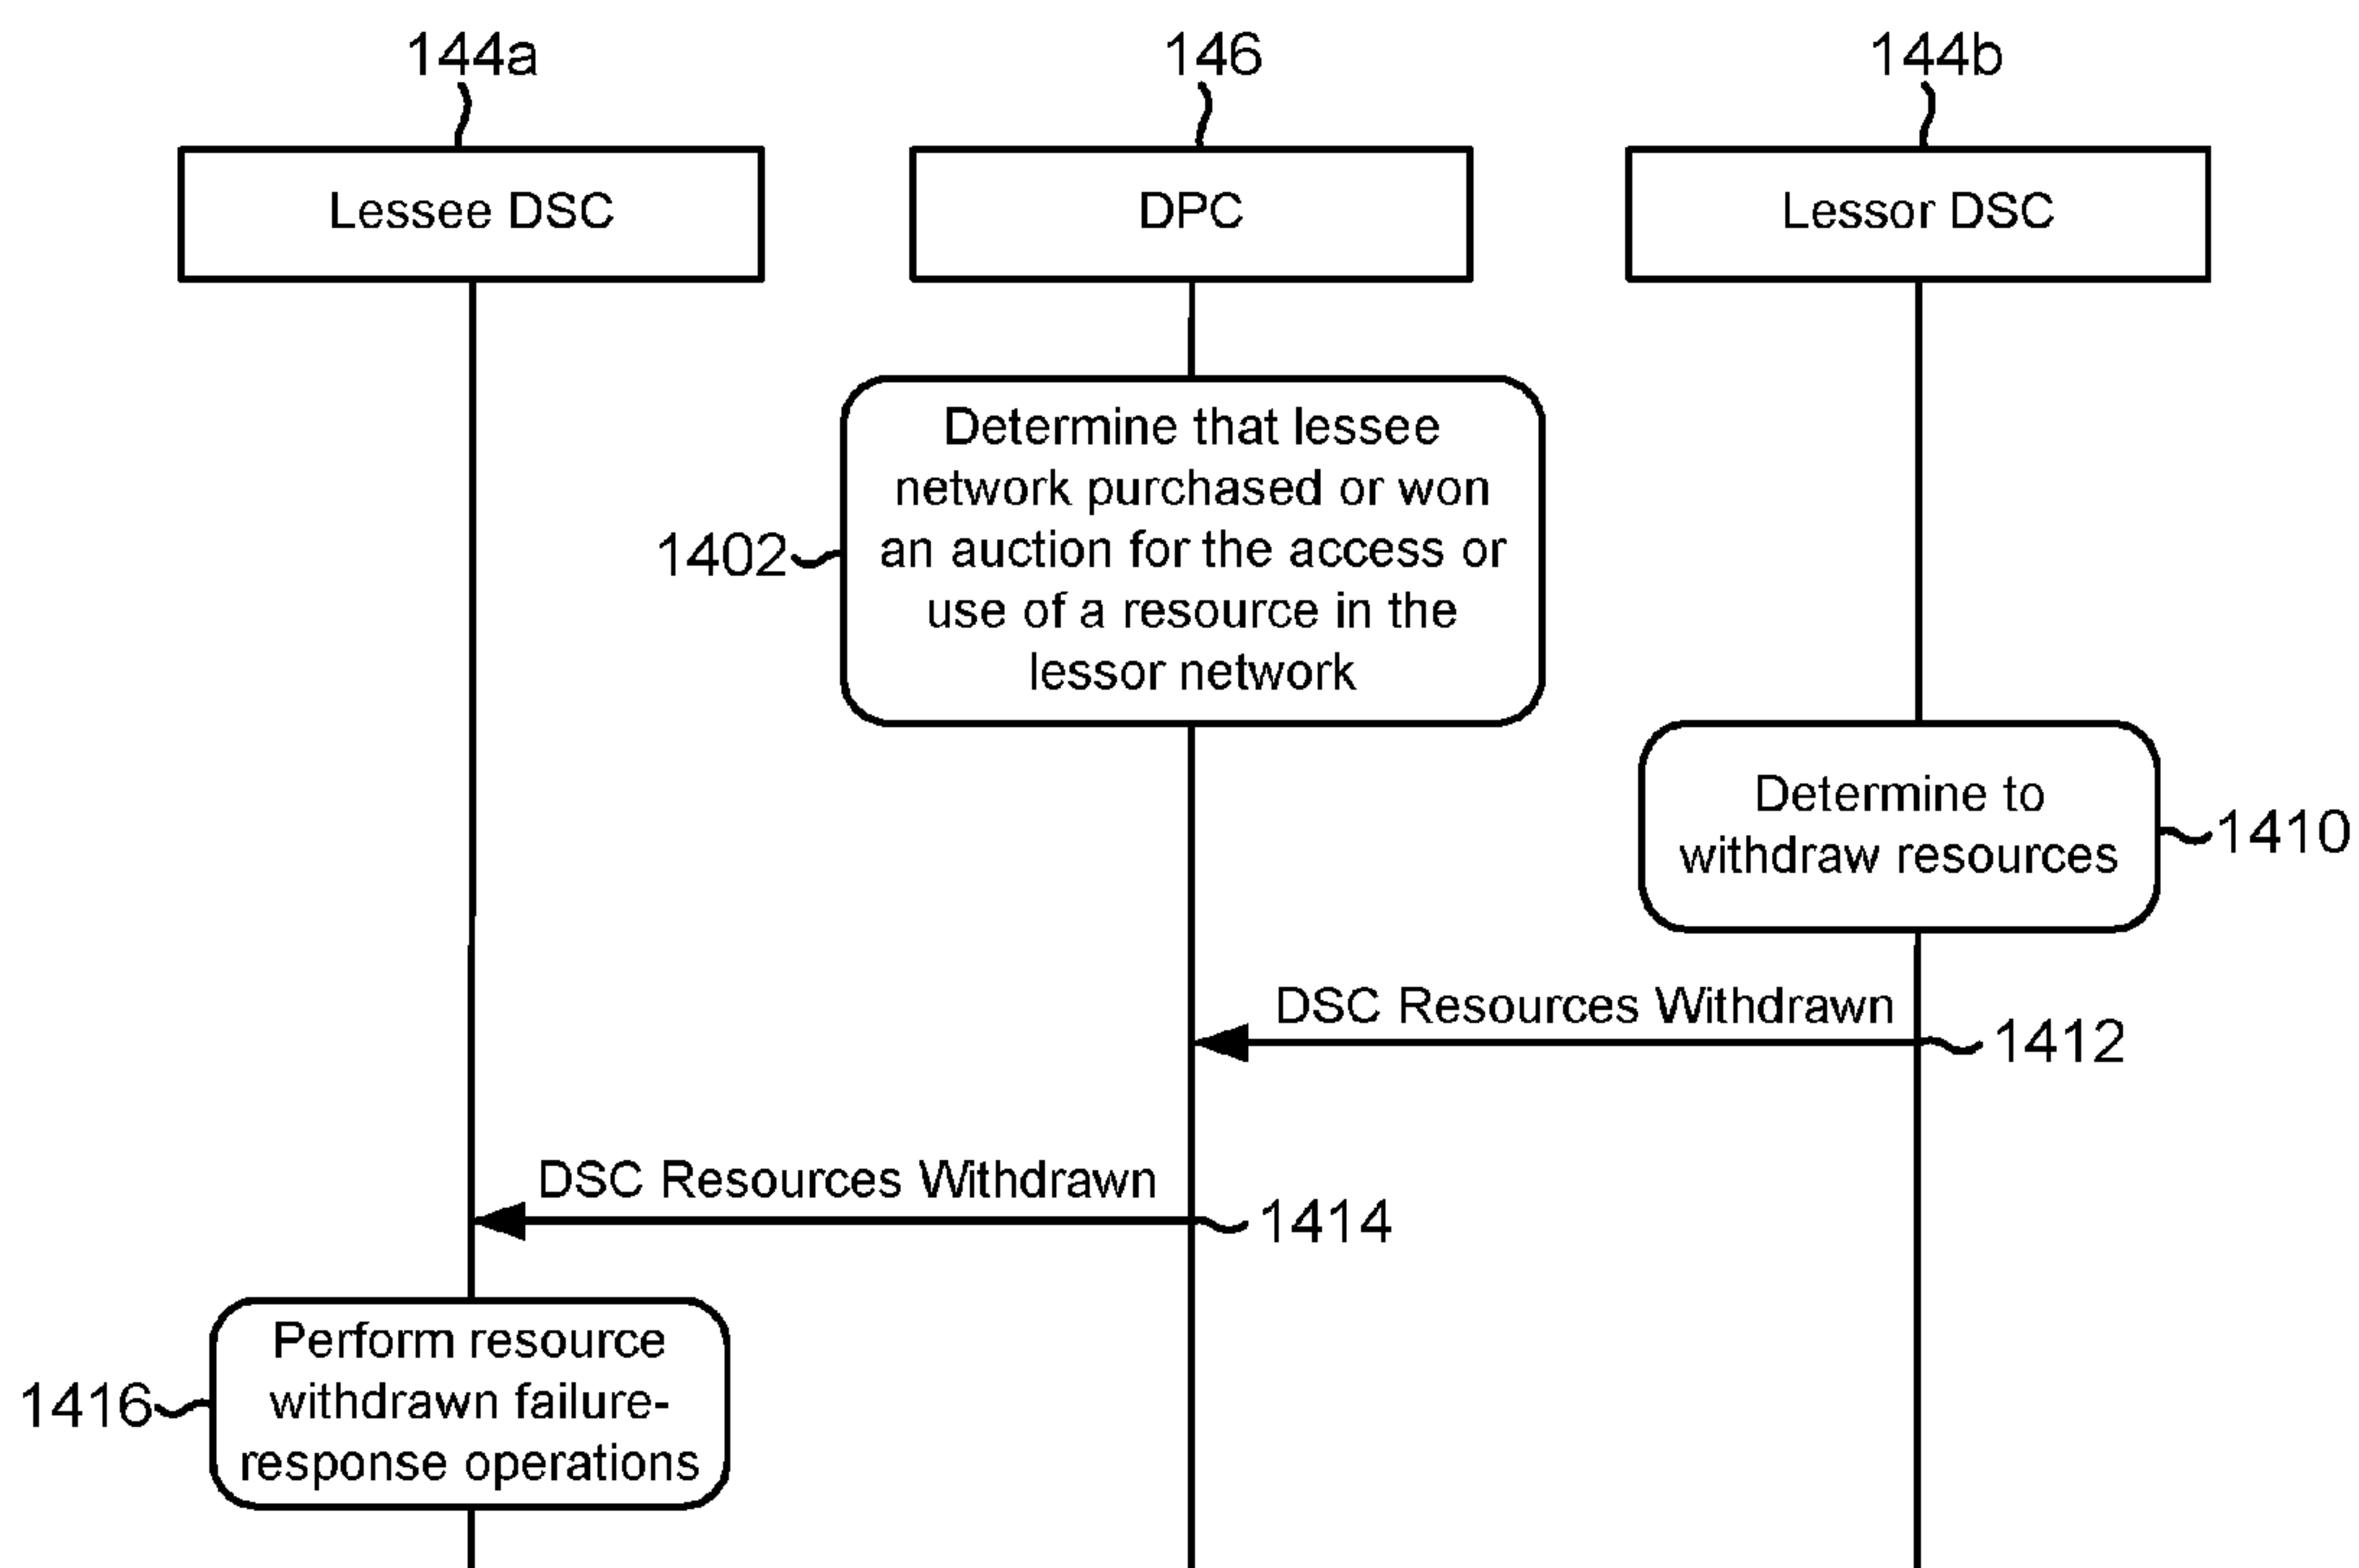 144a
146
144b
Lessee DSC
DPC
Lessor DSC
Determine that lessee
network purchased or won
an auction for the access or
use of a resource in the
lessor network
1402
Determine to
withdraw resources
1410
DSC Resources Withdrawn
1412
DSC Resources Withdrawn
1414
Perform resource
withdrawn failure-
response operations
1416